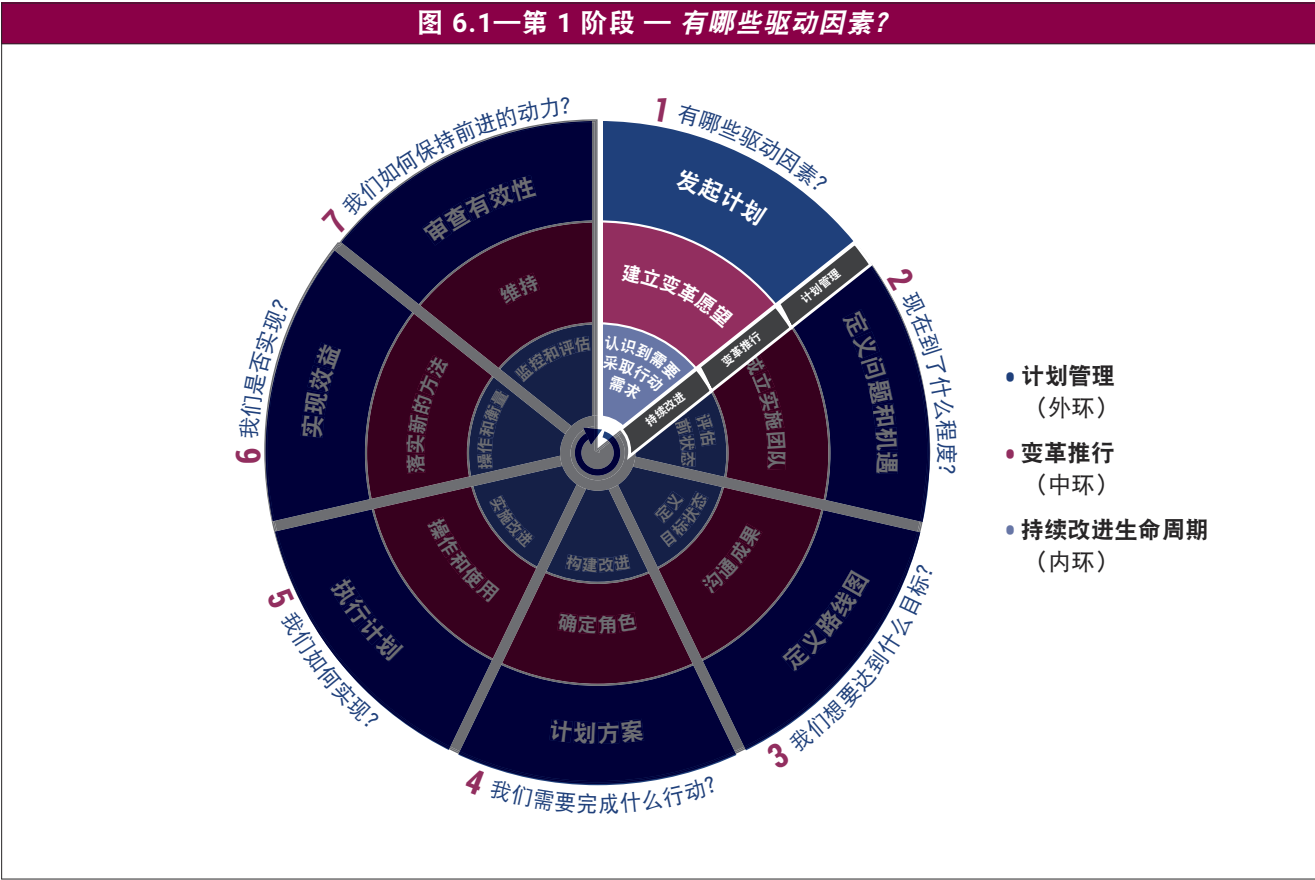 图 6.1—第 1 阶段 — 有哪些驱动因素?
1 有哪些驱动因素?
发起计划
建立变革愿望
认识到需要
采取行动
需求
计划管理
变革推行
持续改进
2 现在到了什么程度?
定义问题和机遇
成立实施团队
评估
前状态
3 我们想要达到什么目标?
定义路线图
沟通成果
定义
目标状态
4 我们需要完成什么行动?
计划方案
确定角色
构建改进
5 我们如何实现?
执行计划
操作和使用
实施改进
6 我们是否实现?
实现效益
落实新的方法
操作和衡量
7 我们如何保持前进的动力?
审查有效性
维持
监控和评估
• 计划管理
（外环）
• 变革推行
（中环）
• 持续改进生命周期
（内环）